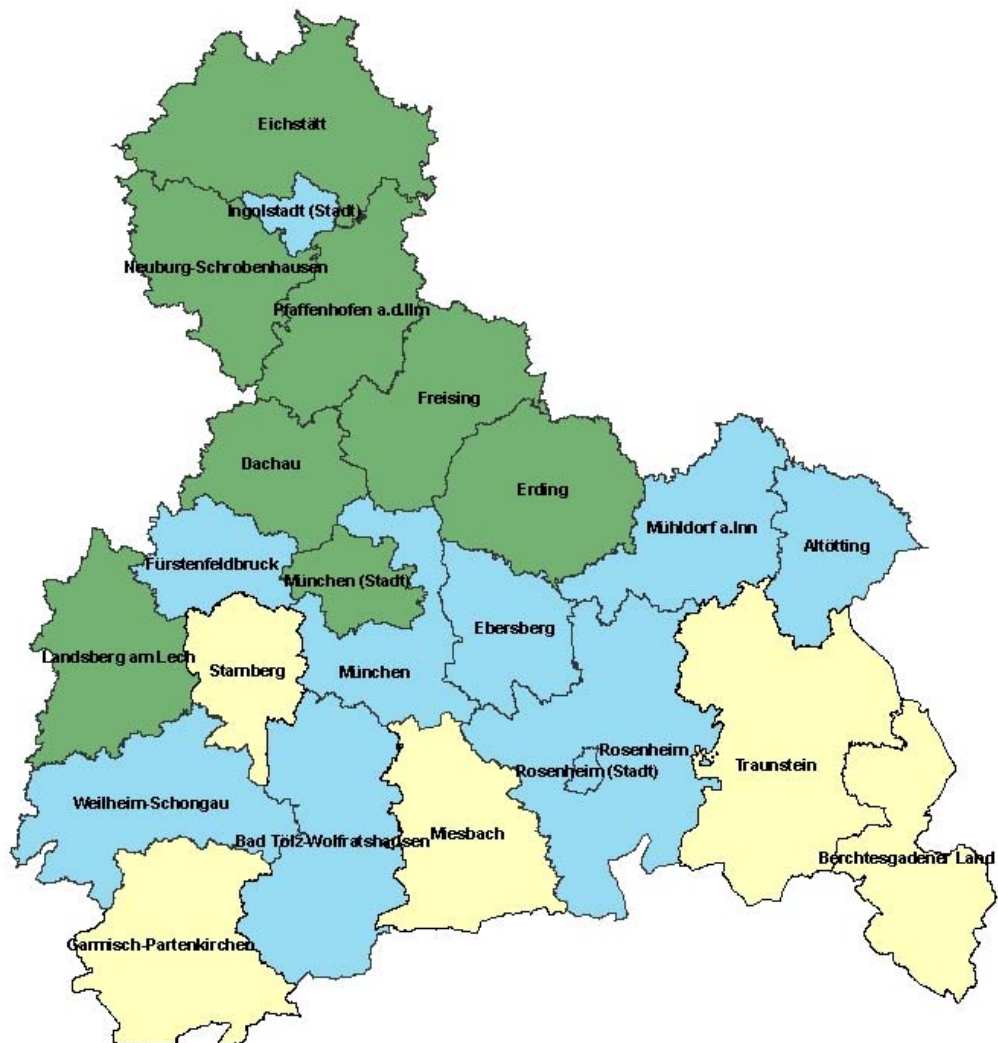 Eichstätt
Ingolstadt (Stadt)
Neuburg-Schrobenhausen
Pfaffenhofen a.d.Ilm
Freising
Dachau
Erding
Mühldorf a.Inn
Altötting
Fürstenfeldbruck
München (Stadt)
Ebersberg
Landsberg am Lech
Starnberg
München
Rosenheim
Rosenheim (Stadt)
Traunstein
Weilheim-Schongau
Bad Tölz-Wolfratshausen
Miesbach
Berchtesgadener Land
Garmisch-Partenkirchen